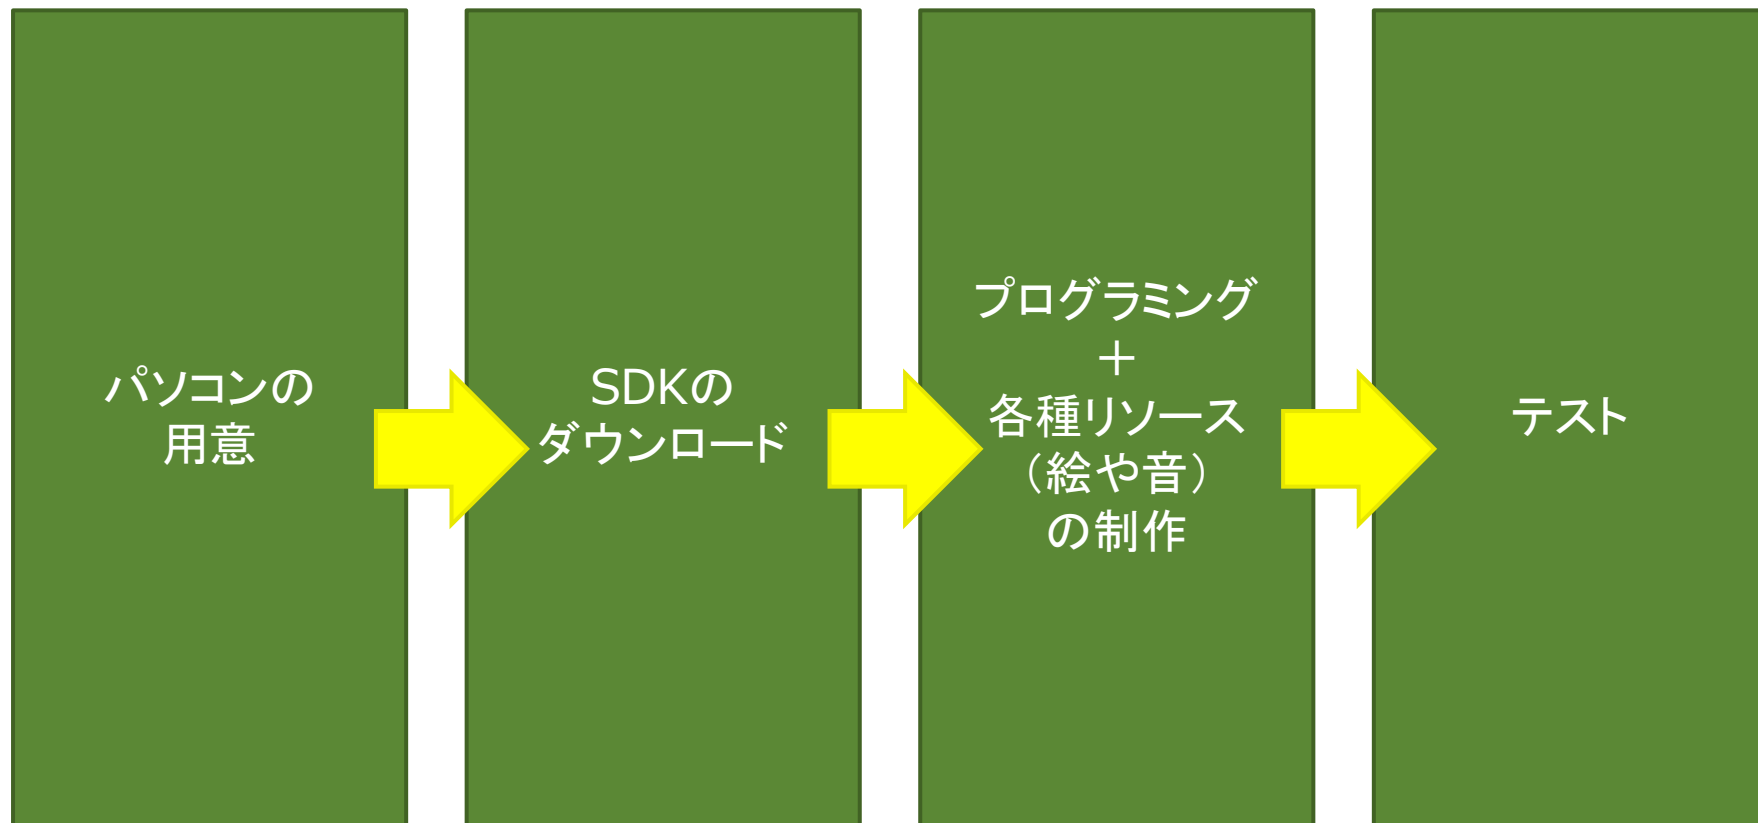 パソコンの
用意
SDKの
ダウンロード
プログラミング
＋
各種リソース
（絵や音）
の制作
テスト